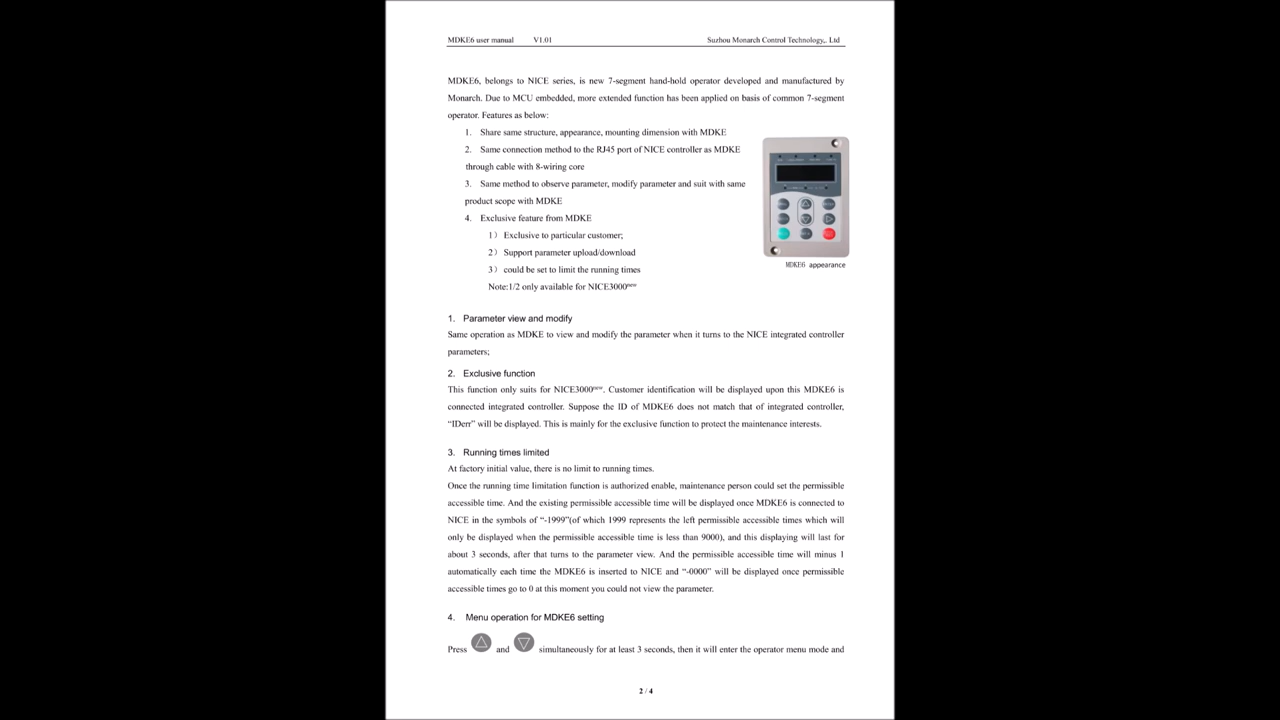 MDKE6 user manual V1.01 Suzhou Monarch Control Technology,. Ltd
MDKE6, belongs to NICE series, is new 7-segment hand-hold operator developed and manufactured by
Monarch. Due to MCU embedded, more extended function has been applied on basis of common 7-segment
operator. Features as below:
1. Share same structure, appearance, mounting dimension with MDKE
2. Same connection method to the RJ45 port of NICE controller as MDKE
through cable with 8-wiring core
3. Same method to observe parameter, modify parameter and suit with same
product scope with MDKE
4. Exclusive feature from MDKE
1） Exclusive to particular customer;
2） Support parameter upload/download
3） could be set to limit the running times
Note:1/2 only available for NICE3000new
MDKE6 appearance
1. Parameter view and modify
Same operation as MDKE to view and modify the parameter when it turns to the NICE integrated controller
parameters;
2. Exclusive function
This function only suits for NICE3000new. Customer identification will be displayed upon this MDKE6 is
connected integrated controller. Suppose the ID of MDKE6 does not match that of integrated controller,
“IDerr” will be displayed. This is mainly for the exclusive function to protect the maintenance interests.
3. Running times limited
At factory initial value, there is no limit to running times.
Once the running time limitation function is authorized enable, maintenance person could set the permissible
accessible time. And the existing permissible accessible time will be displayed once MDKE6 is connected to
NICE in the symbols of “-1999”(of which 1999 represents the left permissible accessible times which will
only be displayed when the permissible accessible time is less than 9000), and this displaying will last for
about 3 seconds, after that turns to the parameter view. And the permissible accessible time will minus 1
automatically each time the MDKE6 is inserted to NICE and “-0000” will be displayed once permissible
accessible times go to 0 at this moment you could not view the parameter.
4. Menu operation for MDKE6 setting
Press and simultaneously for at least 3 seconds, then it will enter the operator menu mode and
2 / 4